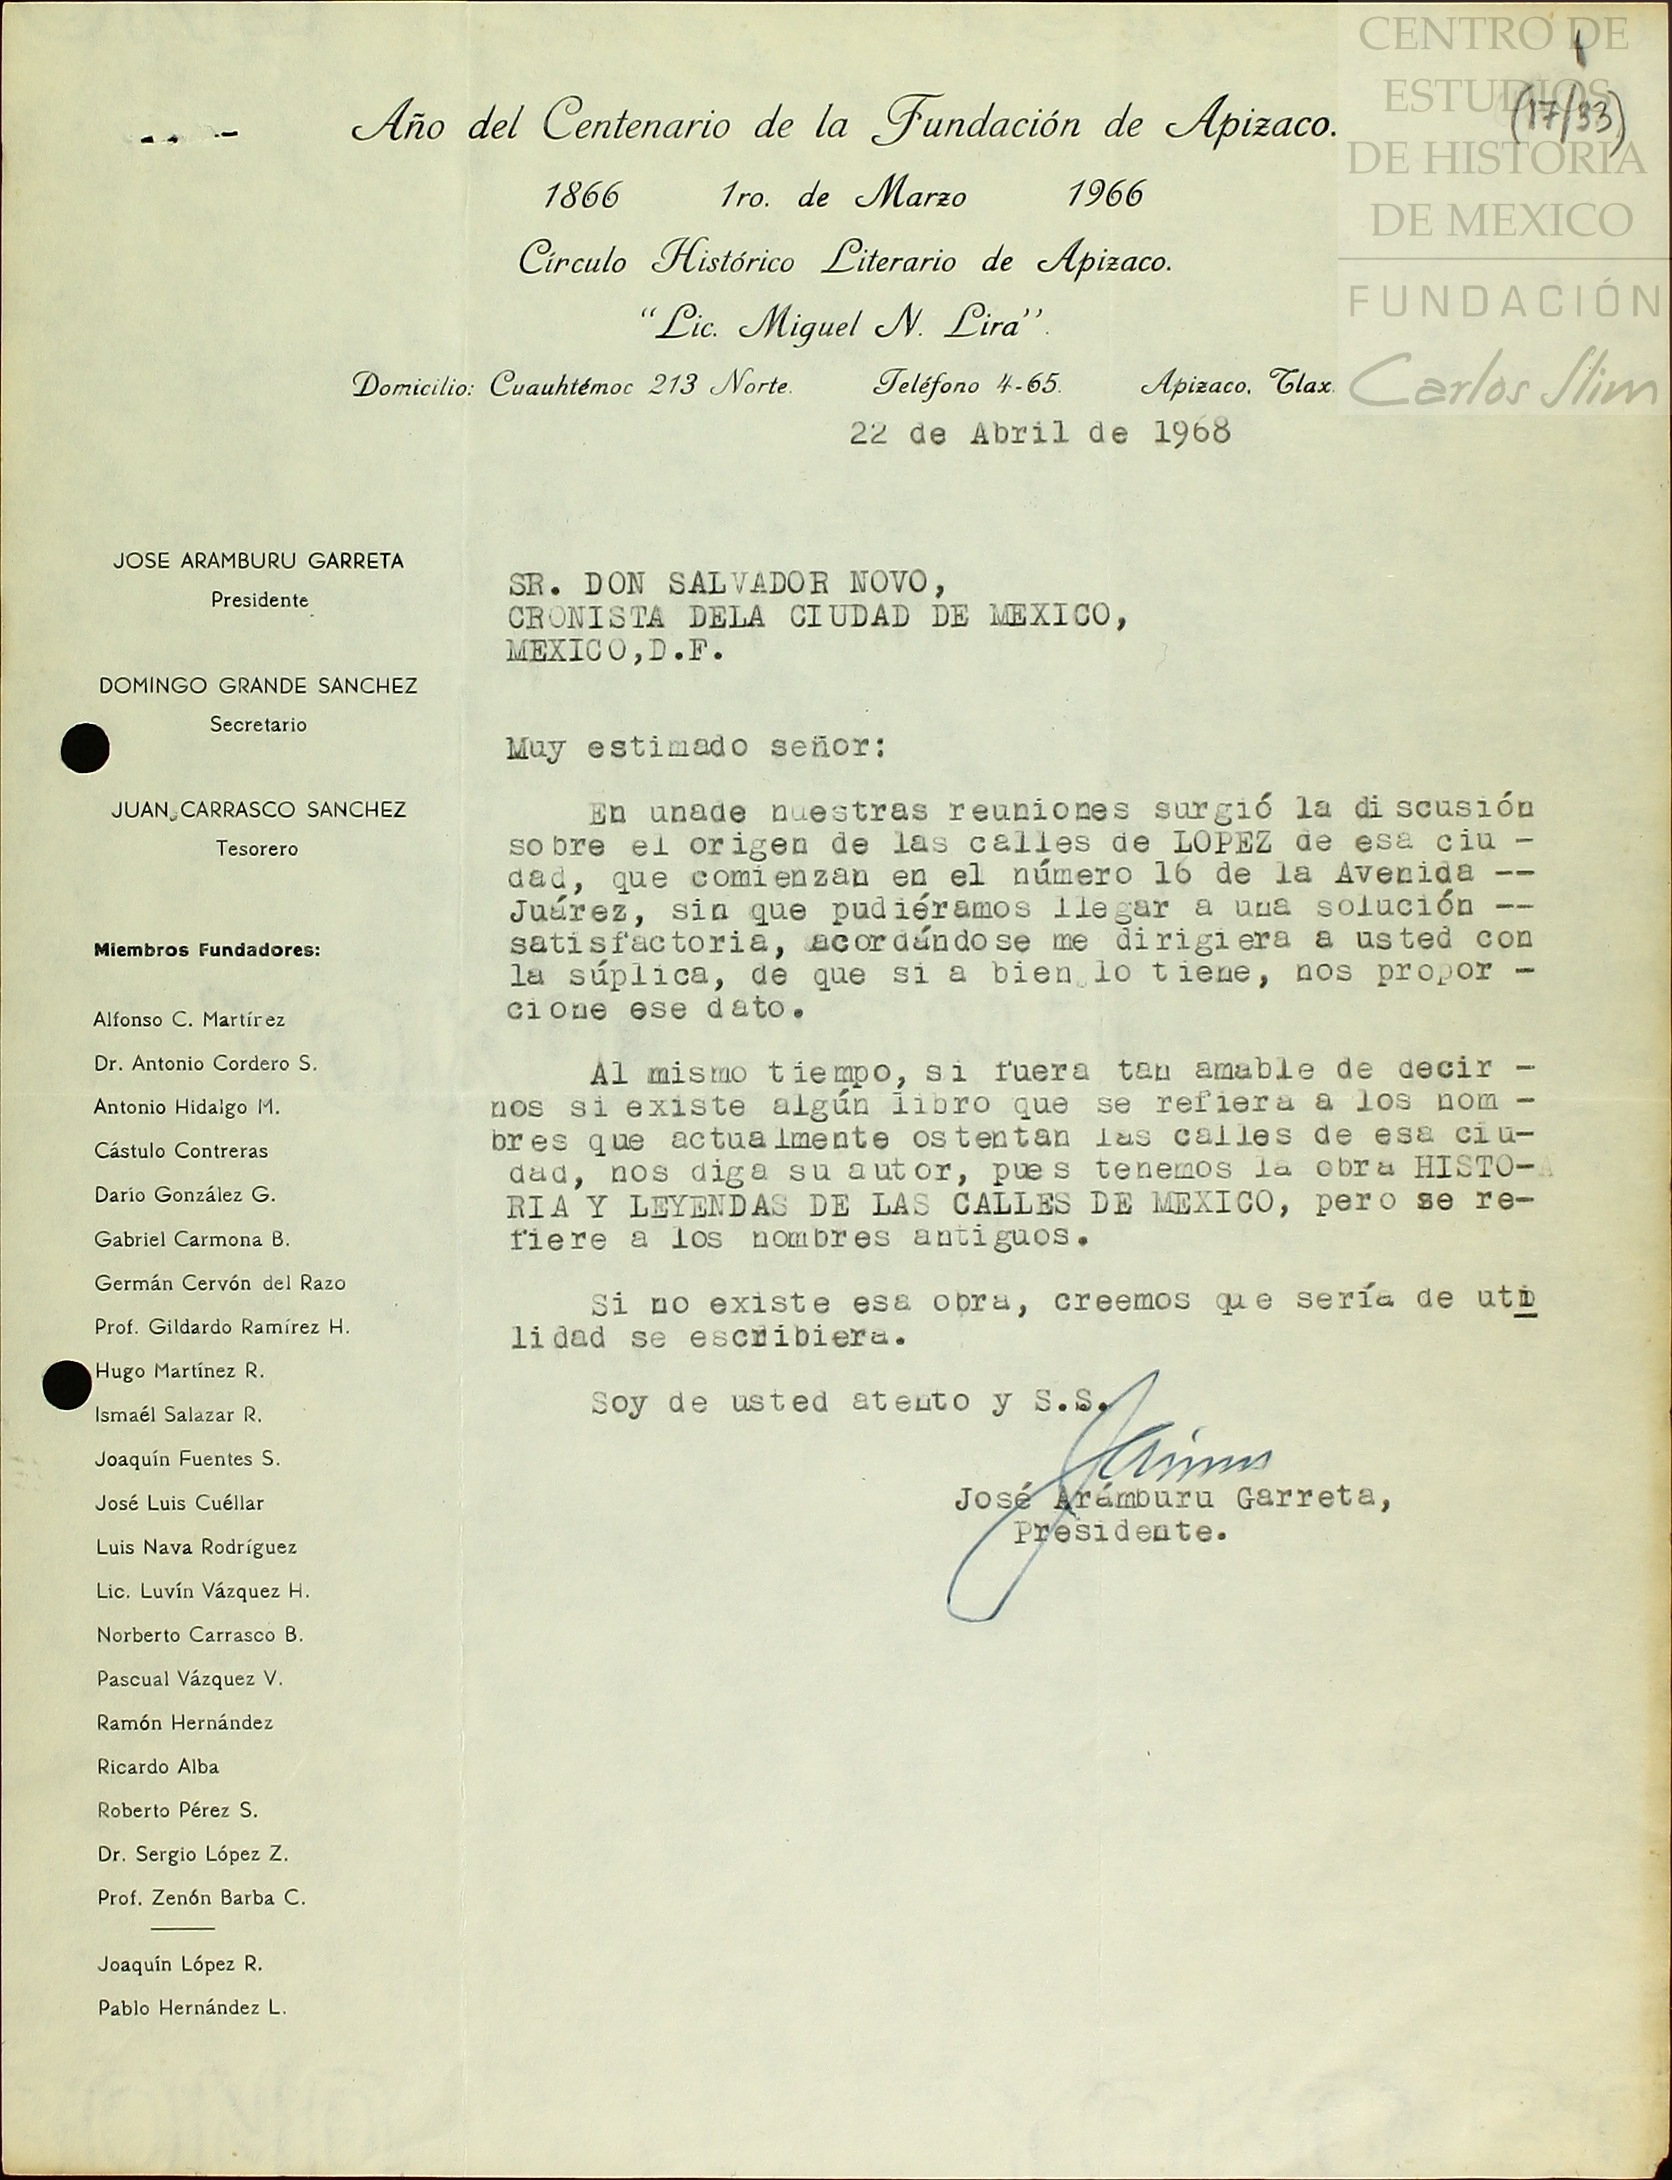 CENTRO DE
ESTUDIOS
DE HISTORIA
DE MEXICO
FUNDACIÓN
Carlos Slim
(17/33)
Año del Centenario de la Fundación de Apizaco.
1866 1ro. de Marzo 1966
Círculo Histórico Literario de Apizaco.
“Lic. Miguel N. Lira”.
Domicilio: Cuauhtémoc 213 Norte. Teléfono 4-65. Apizaco, Tlax.
22 de Abril de 1968
JOSE ARAMBURU GARRETA
Presidente
DOMINGO GRANDE SANCHEZ
Secretario
JUAN CARRASCO SANCHEZ
Tesorero
Miembros Fundadores:
Alfonso C. Martírez
Dr. Antonio Cordero S.
Antonio Hidalgo M.
Cástulo Contreras
Darío González G.
Gabriel Carmona B.
Germán Cervón del Razo
Prof. Gildardo Ramírez H.
Hugo Martínez R.
Ismaél Salazar R.
Joaquín Fuentes S.
José Luis Cuéllar
Luis Nava Rodríguez
Lic. Luvín Vázquez H.
Norberto Carrasco B.
Pascual Vázquez V.
Ramón Hernández
Ricardo Alba
Roberto Pérez S.
Dr. Sergio López Z.
Prof. Zenón Barba C.
Joaquín López R.
Pablo Hernández L.
SR. DON SALVADOR NOVO,
CRONISTA DELA CIUDAD DE MEXICO,
MEXICO,D.F.
Muy estimado señor:
En unade nuestras reuniones surgió la discusión
sobre el origen de las calles de LOPEZ de esa ciu -
dad, que comienzan en el número 16 de la Avenida --
Juárez, sin que pudiéramos llegar a una solución --
satisfactoria, acordándose me dirigiera a usted con
la súplica, de que si a bien lo tiene, nos propor -
cione ese dato.
Al mismo tiempo, si fuera tan amable de decir -
nos si existe algún libro que se refiera a los nom -
bres que actualmente ostentan las calles de esa ciu-
dad, nos diga su autor, pues tenemos la obra HISTO-
RIA Y LEYENDAS DE LAS CALLES DE MEXICO, pero se re-
fiere a los nombres antiguos.
Si no existe esa obra, creemos que sería de uti
lidad se escribiera.
Soy de usted atento y S.S.
José Arámburu Garreta,
Presidente.